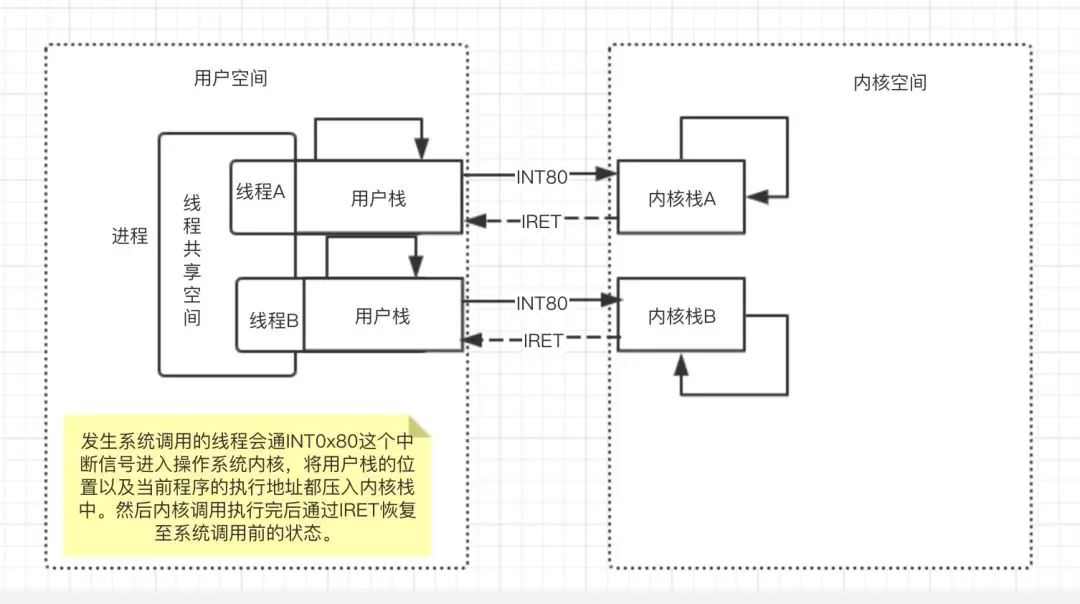 用户空间
内核空间
进程
线程共享空间
线程A
用户栈
INT80
IRET
内核栈A
线程B
用户栈
INT80
IRET
内核栈B
发生系统调用的线程会通INT0x80这个中
断信号进入操作系统内核，将用户栈的位
置以及当前程序的执行地址都压入内核栈
中。然后内核调用执行完后通过IRET恢复
至系统调用前的状态。